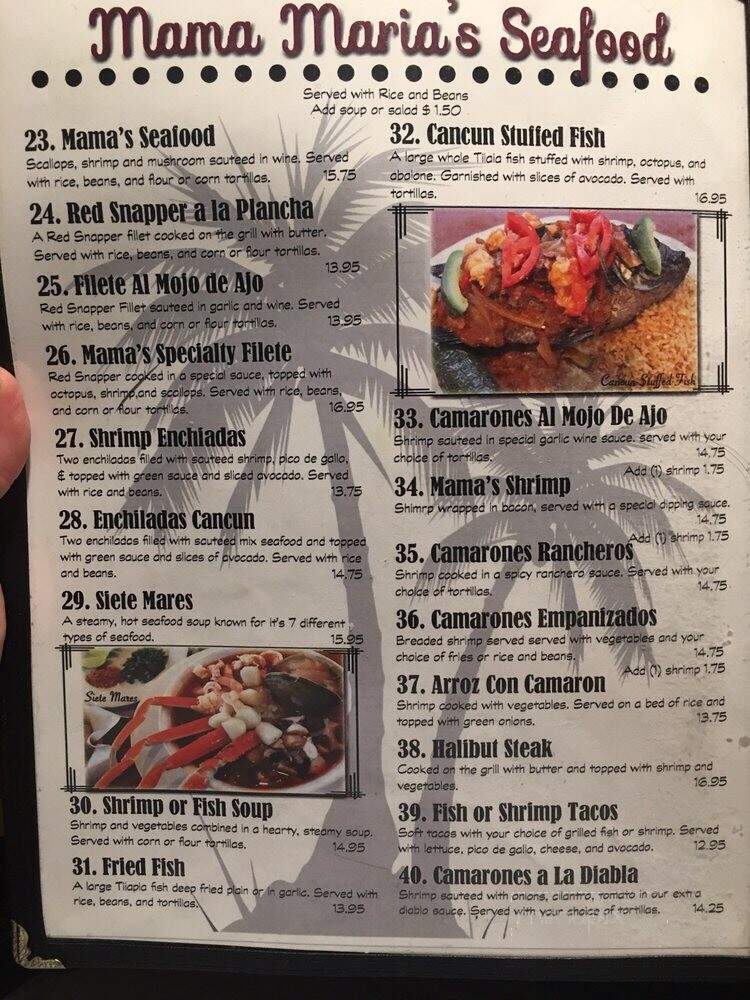 Mama Maria's Seafood
Served with Rice and Beans
Add soup or salad $ 1.50
23. Mama's Seafood
Scallops, shrimp and mushroom sauteed in wine. Served
with rice, beans, and flour or corn tortillas. 15.75
24. Red Snapper a la Plancha
A Red Snapper fillet cooked on the grill with butter.
Served with rice, beans, and corn or flour tortillas.
13.95
25. Filete Al Mojo de Ajo
Red Snapper Fillet sauteed in garlic and wine. Served
with rice, beans, and corn or flour tortillas. 13.95
26. Mama's Specialty Filete
Red Snapper cooked in a special sauce, topped with
octopus, shrimp,and scallops. Served with rice, beans,
and corn or flour tortillas. 16.95
27. Shrimp Enchiadas
Two enchiladas filled with sauteed shrimp, pico de gallo,
& topped with green sauce and sliced avocado. Served
with rice and beans. 13.75
28. Enchiladas Cancun
Two enchiladas filled with sauteed mix seafood and topped
with green sauce and slices of avocado. Served with rice
and beans. 14.75
29. Siete Mares
A steamy, hot seafood soup known for it's 7 different
types of seafood. 15.95
Siete Mares
30. Shrimp or Fish Soup
Shrimp and vegetables combined in a hearty, steamy soup.
Served with corn or flour tortillas. 14.95
31. Fried Fish
A large Tilapia fish deep fried plain or in garlic. Served with
rice, beans, and tortillas. 13.95
32. Cancun Stuffed Fish
A large whole Tilapia fish stuffed with shrimp, octopus, and
abalone. Garnished with slices of avocado. Served with
tortillas. 16.95
Cancun Stuffed Fish
33. Camarones Al Mojo De Ajo
Shrimp sauteed in special garlic wine sauce. served with your
choice of tortillas. 14.75
Add (1) shrimp 1.75
34. Mama's Shrimp
Shimrp wrapped in bacon, served with a special dipping sauce.
14.75
Add (1) shrimp 1.75
35. Camarones Rancheros
Shrimp cooked in a spicy ranchero sauce. Served with your
choice of tortillas. 14.75
36. Camarones Empanizados
Breaded shrimp served served with vegetables and your
choice of fries or rice and beans. 14.75
Add (1) shrimp 1.75
37. Arroz Con Camaron
Shrimp cooked with vegetables. Served on a bed of rice and
topped with green onions. 13.75
38. Halibut Steak
Cooked on the grill with butter and topped with shrimp and
vegetables. 16.95
39. Fish or Shrimp Tacos
Soft tacos with your choice of grilled fish or shrimp. Served
with lettuce, pico de gallo, cheese, and avocado. 12.95
40. Camarones a La Diabla
Shrimp sauteed with onions, cilantro, tomato in our extra
diablo sauce. Served with your choice of tortillas. 14.25